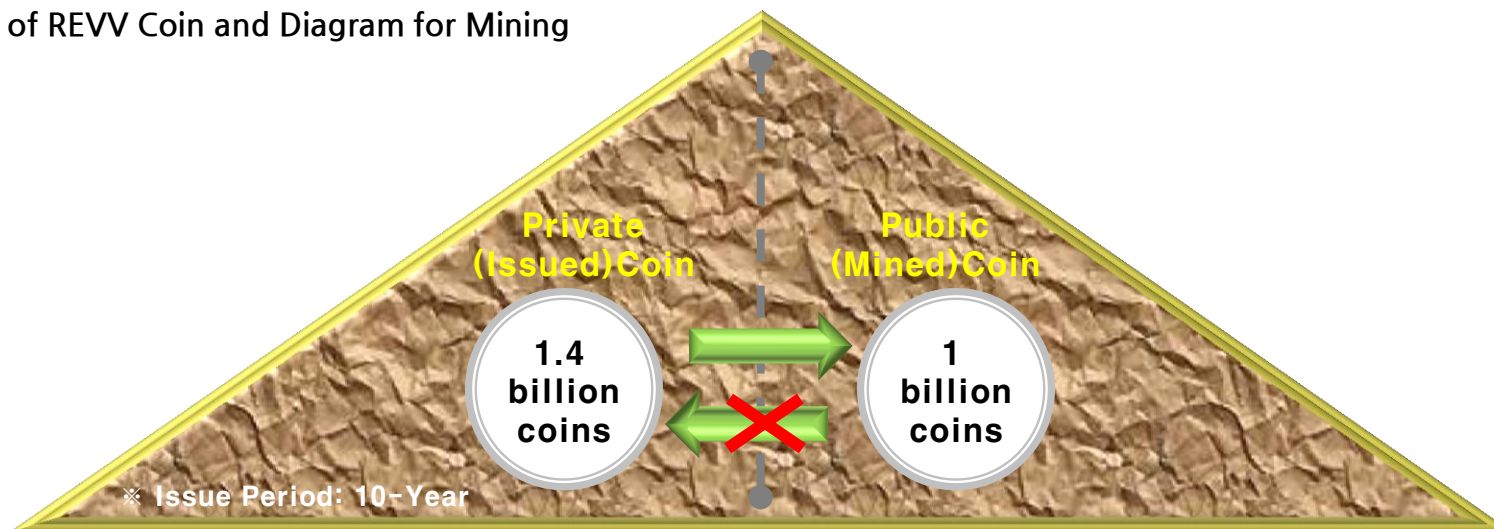 of REVV Coin and Diagram for Mining
Private
(Issued)Coin
Public
(Mined)Coin
1.4
billion
coins
1
billion
coins
※ Issue Period: 10-Year